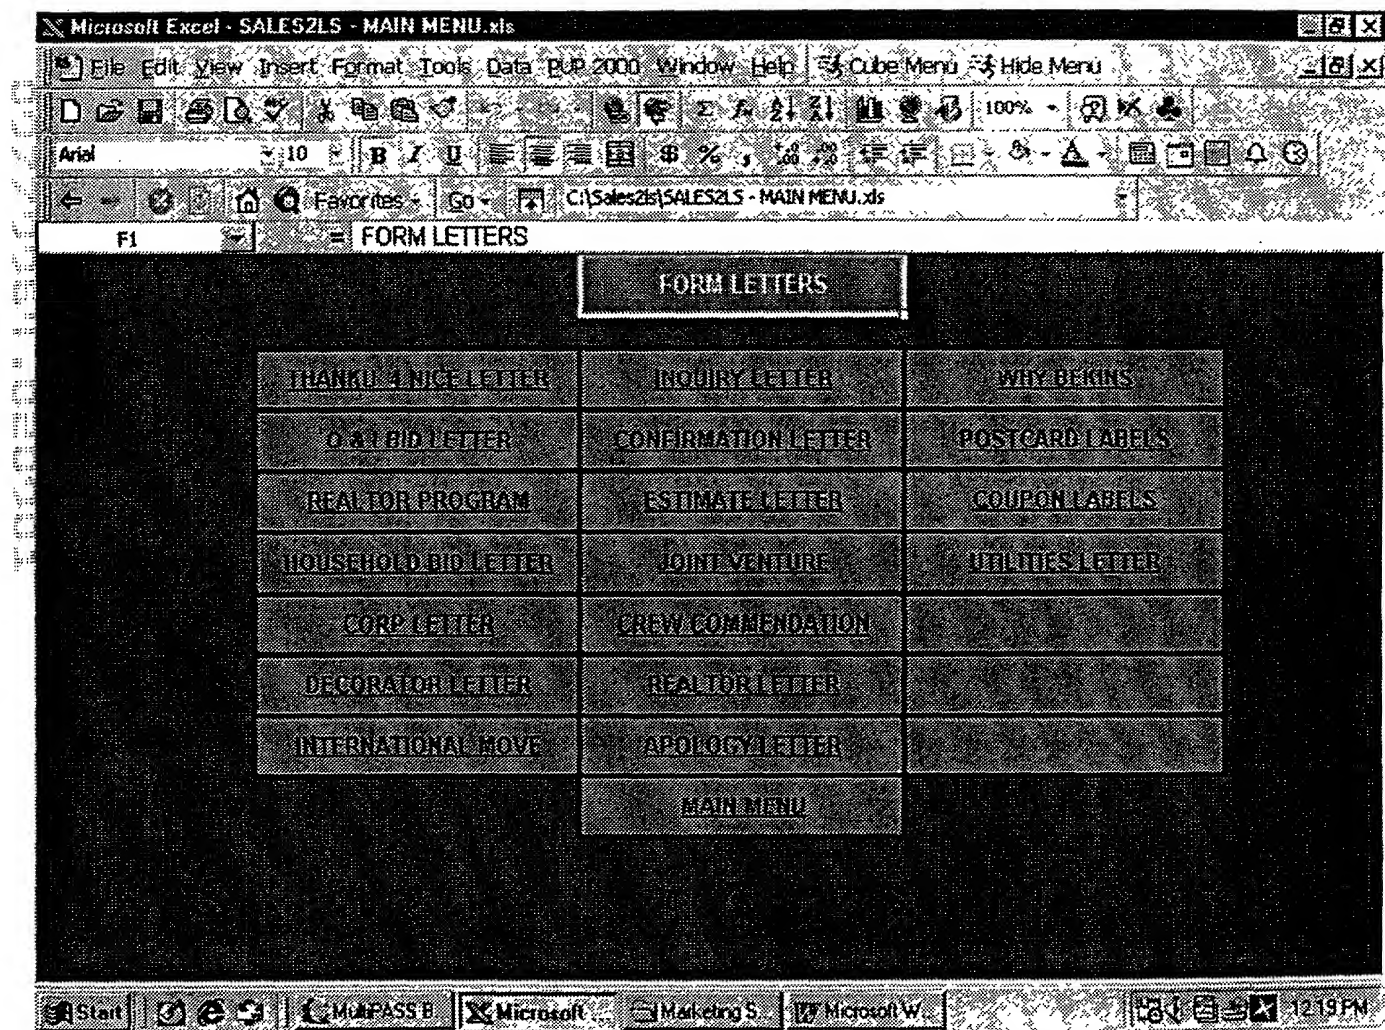 Microsoft Excel - SALES2LS - MAIN MENU.xls
File Edit View Insert Format Tools Data PUP 2000 Window Help Cube Menu Hide Menu
100%
Arial 10 B I U $ % ,
Favorites Go C:\Sales2ls\SALES2LS - MAIN MENU.xls
F1 = FORM LETTERS
FORM LETTERS
THANKU 4 NICE LETTER INQUIRY LETTER WHY BEKINS
O & I BID LETTER CONFIRMATION LETTER POSTCARD LABELS
REALTOR PROGRAM ESTIMATE LETTER COUPON LABELS
HOUSEHOLD BID LETTER JOINT VENTURE UTILITIES LETTER
CORP LETTER CREW COMMENDATION
DECORATOR LETTER REALTOR LETTER
INTERNATIONAL MOVE APOLOGY LETTER
MAIN MENU
Start MultiPASS B... Microsoft ... Marketing S... Microsoft W... 12:19 PM